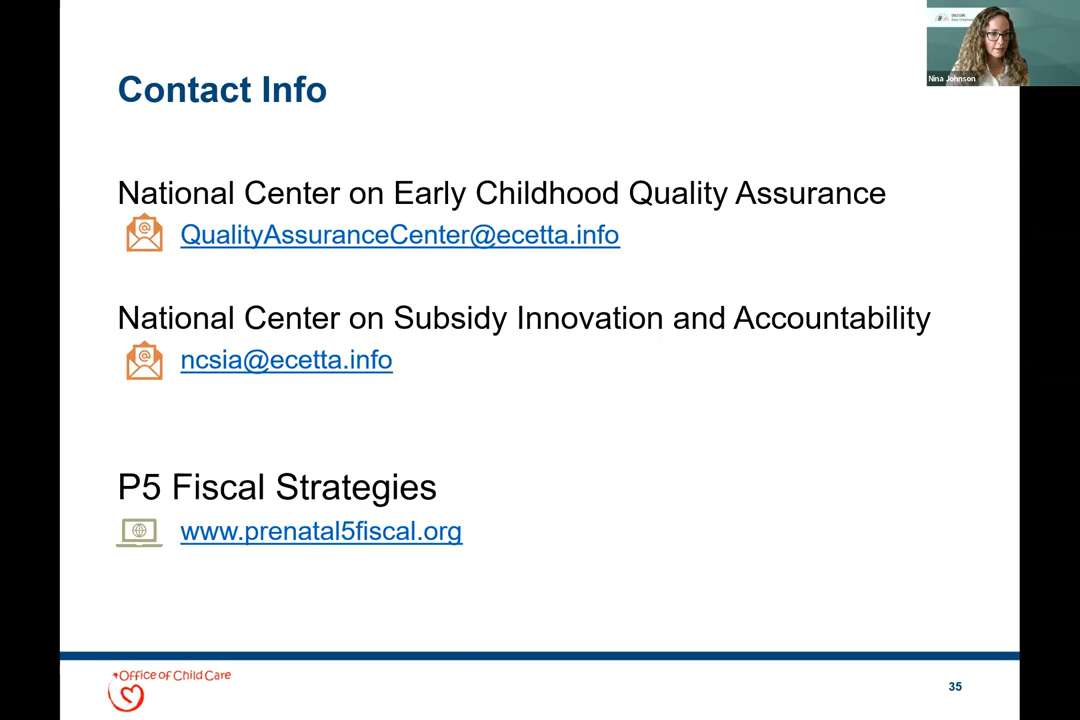 Contact Info
National Center on Early Childhood Quality Assurance
@
QualityAssuranceCenter@ecetta.info
National Center on Subsidy Innovation and Accountability
@
ncsia@ecetta.info
P5 Fiscal Strategies
www.prenatal5fiscal.org
Office of Child Care
35
Nina Johnson